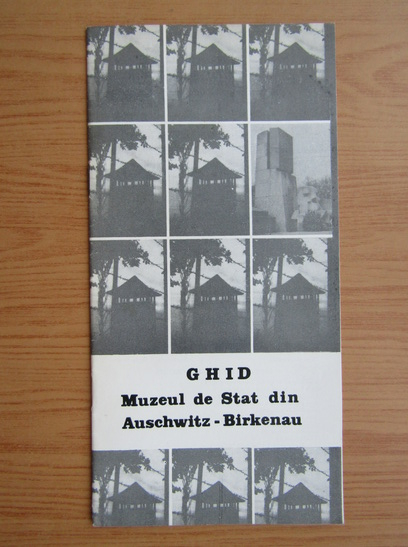 GHID
Muzeul de Stat din
Auschwitz - Birkenau